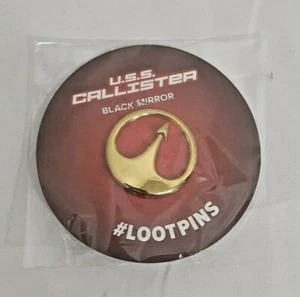 U.S.S.
CALLISTER
BLACK MIRROR
#LOOTPINS